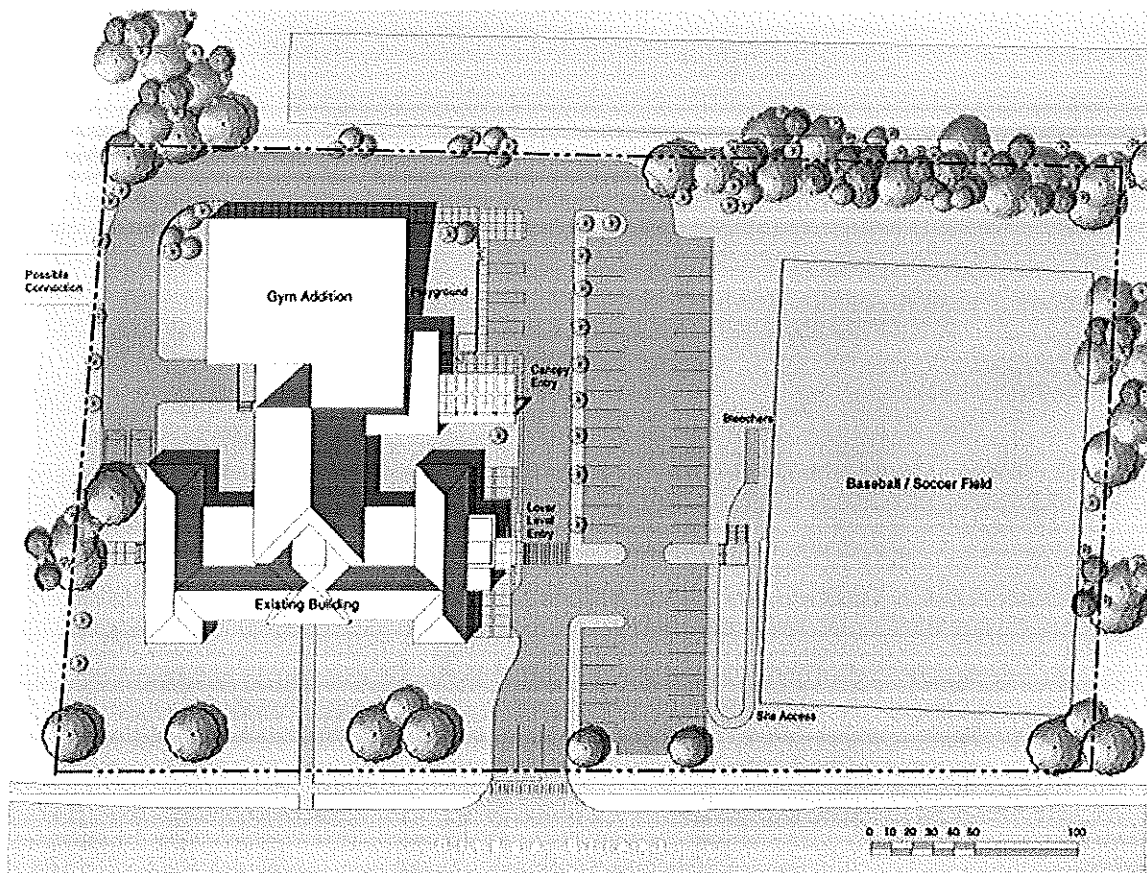 Possible
Connection
Gym Addition
Playground
Canopy
Entry
Bleachers
Baseball / Soccer Field
Lower
Level
Entry
Existing Building
Site Access
0 10 20 30 40 50 100